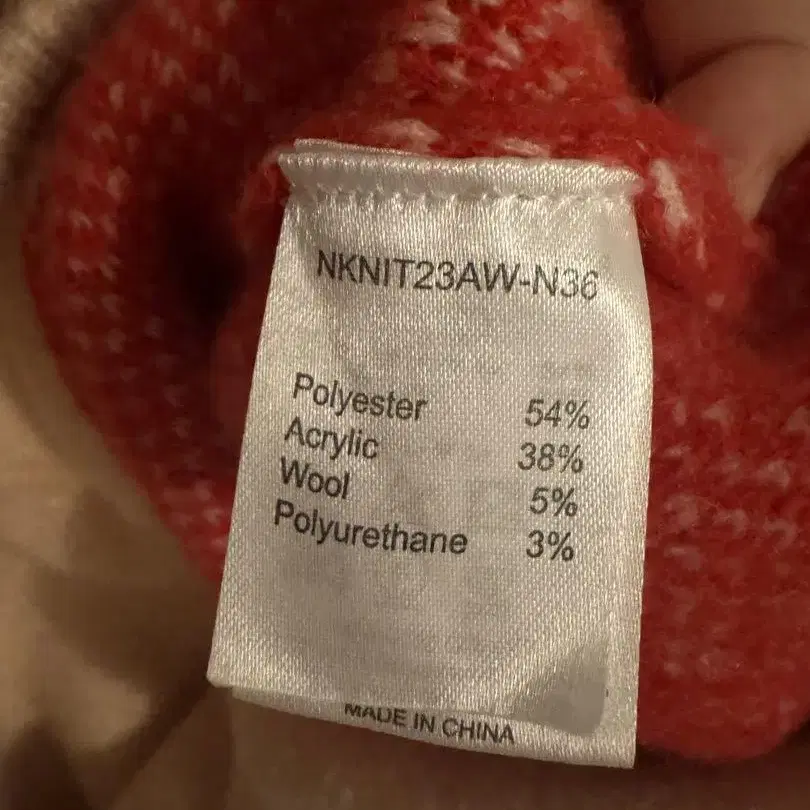 NKNIT23AW-N36
Polyester 54%
Acrylic 38%
Wool 5%
Polyurethane 3%
MADE IN CHINA